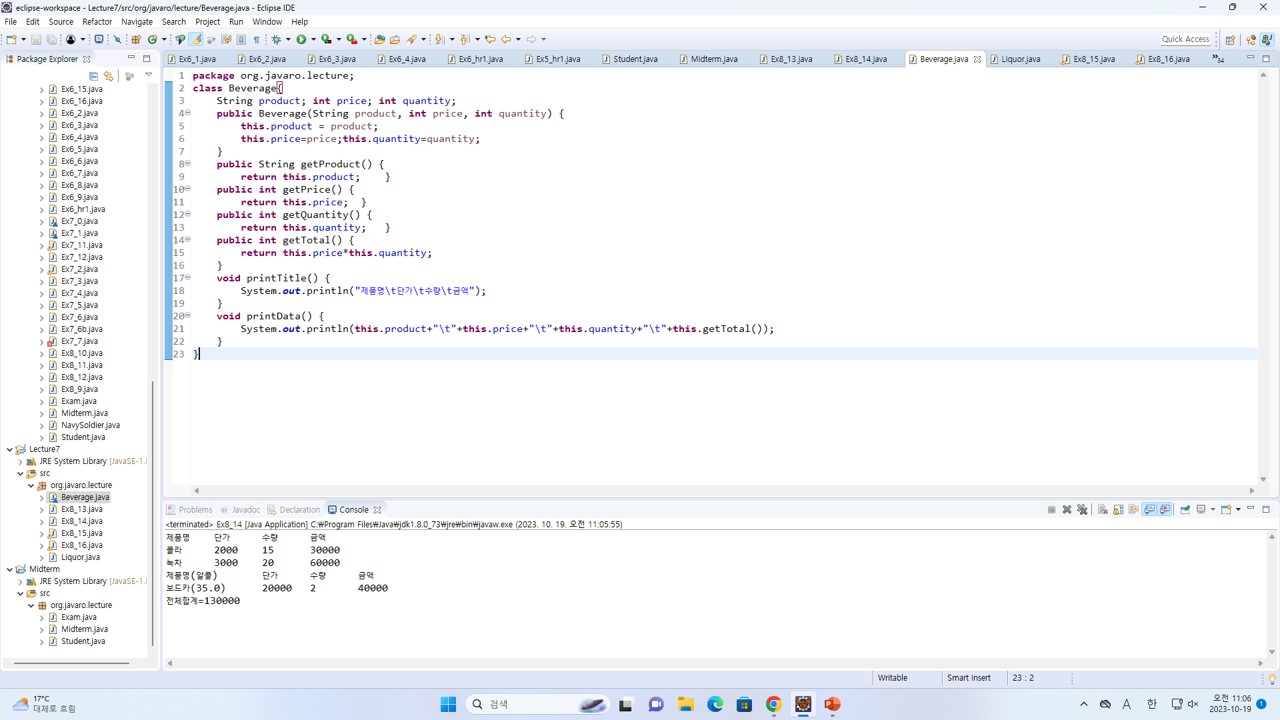 eclipse-workspace - Lecture7/src/org/javaro/lecture/Beverage.java - Eclipse IDE
File Edit Source Refactor Navigate Search Project Run Window Help
Quick Access
Package Explorer
Ex6_1.java Ex6_2.java Ex6_3.java Ex6_4.java Ex6_hr1.java Ex5_hr1.java Student.java Midterm.java Ex8_13.java Ex8_14.java Beverage.java Liquor.java Ex8_15.java Ex8_16.java »34
Ex6_15.java
Ex6_16.java
Ex6_2.java
Ex6_3.java
Ex6_4.java
Ex6_5.java
Ex6_6.java
Ex6_7.java
Ex6_8.java
Ex6_9.java
Ex6_hr1.java
Ex7_0.java
Ex7_1.java
Ex7_11.java
Ex7_12.java
Ex7_2.java
Ex7_3.java
Ex7_4.java
Ex7_5.java
Ex7_6.java
Ex7_6b.java
Ex7_7.java
Ex8_10.java
Ex8_11.java
Ex8_12.java
Ex8_9.java
Exam.java
Midterm.java
NavySoldier.java
Student.java
Lecture7
JRE System Library [JavaSE-1.8
src
org.javaro.lecture
Beverage.java
Ex8_13.java
Ex8_14.java
Ex8_15.java
Ex8_16.java
Liquor.java
Midterm
JRE System Library [JavaSE-1.8
src
org.javaro.lecture
Exam.java
Midterm.java
Student.java
1 package org.javaro.lecture;
2 class Beverage{
3 String product; int price; int quantity;
4 public Beverage(String product, int price, int quantity) {
5 this.product = product;
6 this.price=price;this.quantity=quantity;
7 }
8 public String getProduct() {
9 return this.product; }
10 public int getPrice() {
11 return this.price; }
12 public int getQuantity() {
13 return this.quantity; }
14 public int getTotal() {
15 return this.price*this.quantity;
16 }
17 void printTitle() {
18 System.out.println("제품명\t단가\t수량\t금액");
19 }
20 void printData() {
21 System.out.println(this.product+"\t"+this.price+"\t"+this.quantity+"\t"+this.getTotal());
22 }
23 }
Problems Javadoc Declaration Console
<terminated> Ex8_14 [Java Application] C:₩Program Files₩Java₩jdk1.8.0_73₩jre₩bin₩javaw.exe (2023. 10. 19. 오전 11:05:55)
제품명 단가 수량 금액
콜라 2000 15 30000
녹차 3000 20 60000
제품명(알콜) 단가 수량 금액
보드카(35.0) 20000 2 40000
전체합계=130000
Writable Smart Insert 23 : 2
17°C
대체로 흐림
검색
A 한
오전 11:06
2023-10-19
1